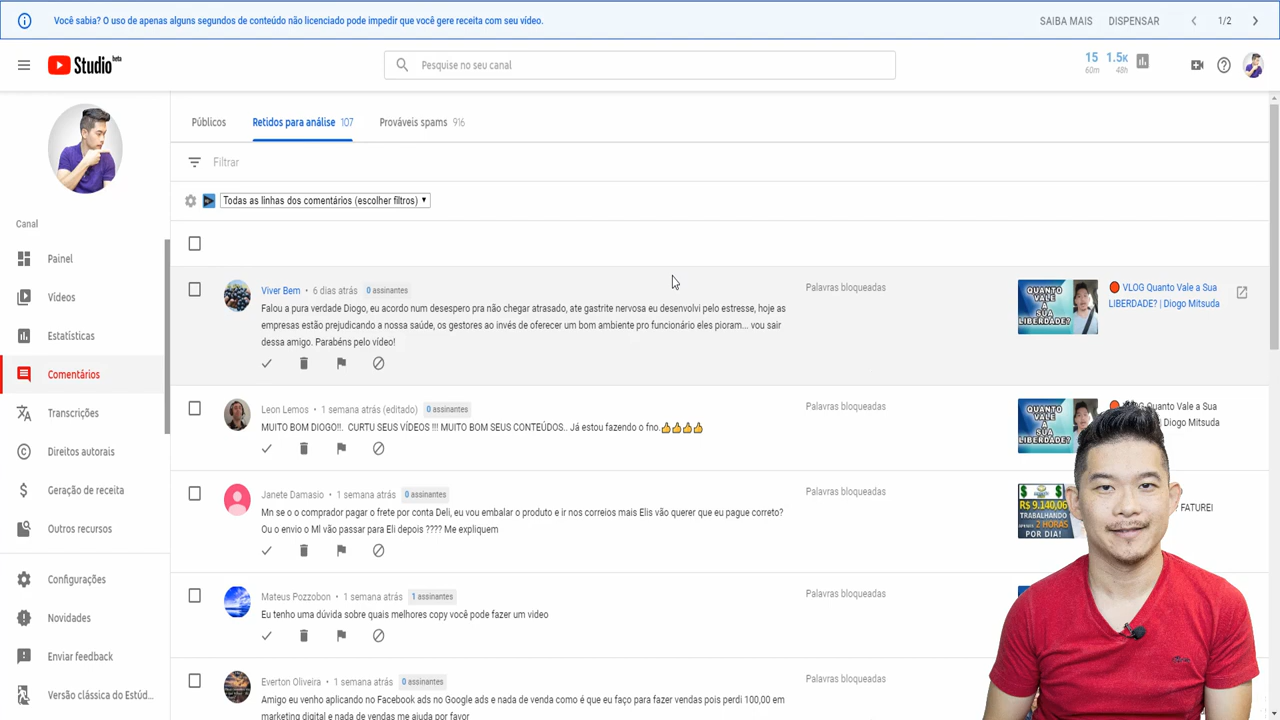 Você sabia? O uso de apenas alguns segundos de conteúdo não licenciado pode impedir que você gere receita com seu vídeo.
SAIBA MAIS DISPENSAR 1/2
Studio beta
Pesquise no seu canal
15 1.5K
60m 48h
Canal
Painel
Vídeos
Estatísticas
Comentários
Transcrições
Direitos autorais
Geração de receita
Outros recursos
Configurações
Novidades
Enviar feedback
Versão clássica do Estúd...
Públicos Retidos para análise 107 Prováveis spams 916
Filtrar
Todas as linhas dos comentários (escolher filtros)
Viver Bem • 6 dias atrás 0 assinantes
Falou a pura verdade Diogo, eu acordo num desespero pra não chegar atrasado, ate gastrite nervosa eu desenvolvi pelo estresse, hoje as
empresas estão prejudicando a nossa saúde, os gestores ao invés de oferecer um bom ambiente pro funcionário eles pioram... vou sair
dessa amigo. Parabéns pelo vídeo!
Palavras bloqueadas
QUANTO
VALE
A SUA
LIBERDADE?
VLOG Quanto Vale a Sua
LIBERDADE? | Diogo Mitsuda
Leon Lemos • 1 semana atrás (editado) 0 assinantes
MUITO BOM DIOGO!!. CURTU SEUS VÍDEOS !!! MUITO BOM SEUS CONTEÚDOS.. Já estou fazendo o fno.👍👍👍👍
Palavras bloqueadas
QUANTO
VALE
A SUA
LIBERDADE?
Quanto Vale a Sua
| Diogo Mitsuda
Janete Damasio • 1 semana atrás 0 assinantes
Mn se o o comprador pagar o frete por conta Deli, eu vou embalar o produto e ir nos correios mais Elis vão querer que eu pague correto?
Ou o envio o Ml vão passar para Eli depois ???? Me expliquem
Palavras bloqueadas
R$ 9.140,06
TRABALHANDO
2 HORAS
POR DIA!
FATUREI
Mateus Pozzobon • 1 semana atrás 1 assinantes
Eu tenho uma dúvida sobre quais melhores copy você pode fazer um video
Palavras bloqueadas
Everton Oliveira • 1 semana atrás 0 assinantes
Amigo eu venho aplicando no Facebook ads no Google ads e nada de venda como é que eu faço para fazer vendas pois perdi 100,00 em
marketing digital e nada de vendas me ajuda por favor
Palavras bloqueadas